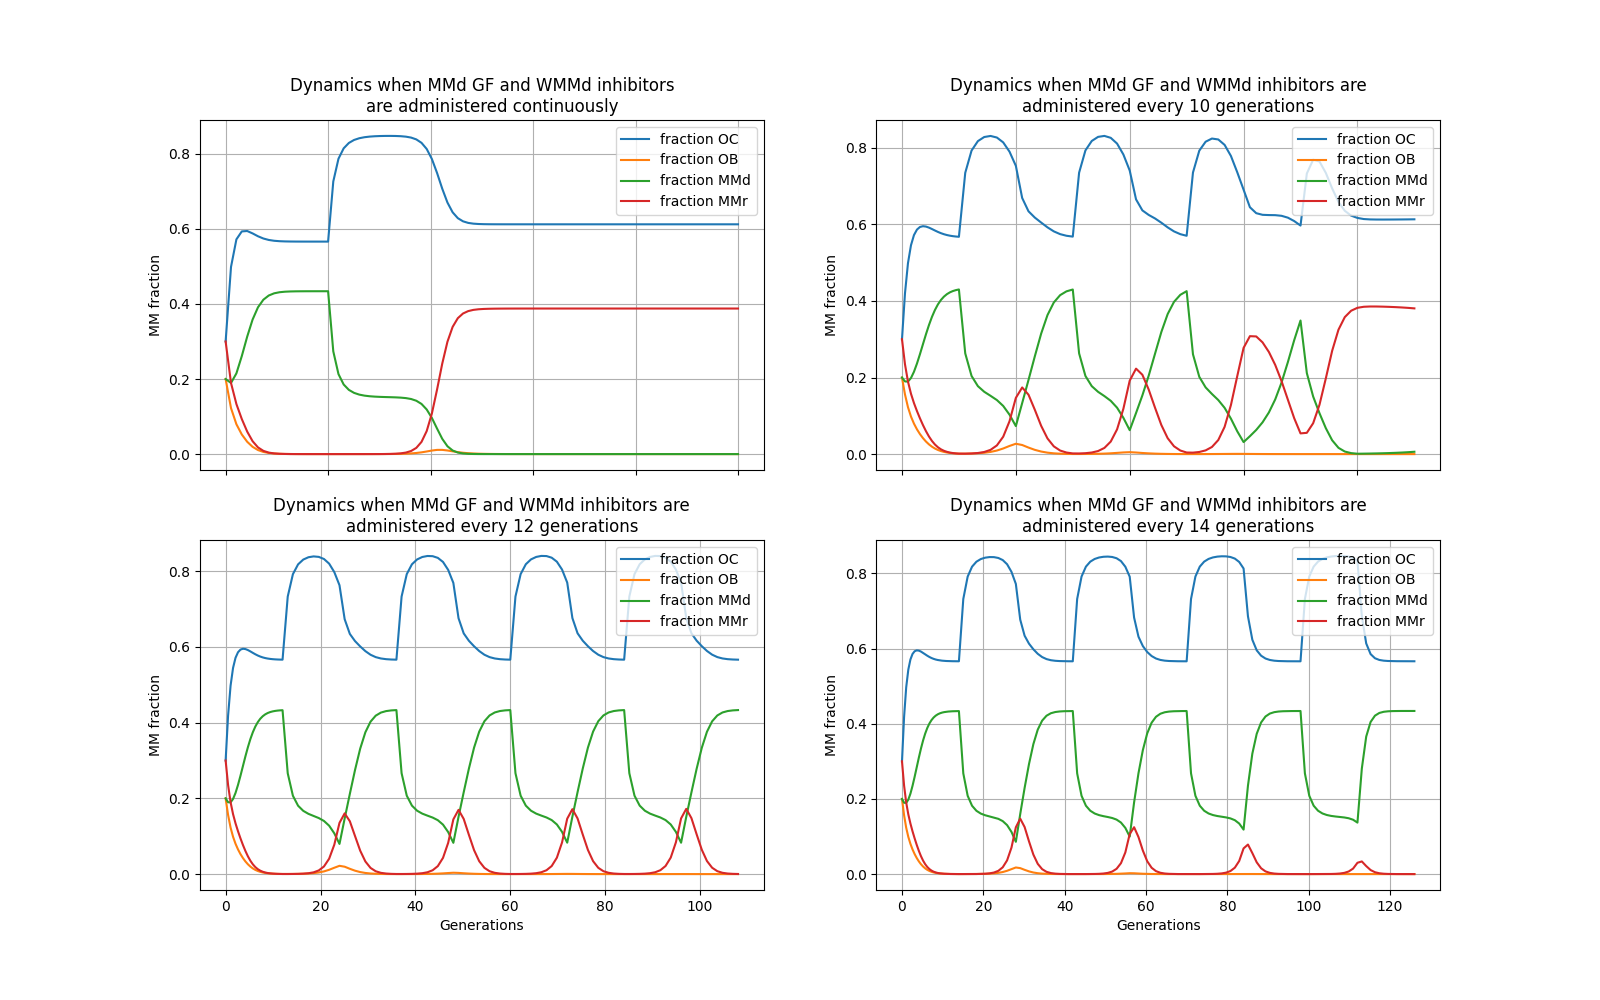 Dynamics when MMd GF and WMMd inhibitors
are administered continuously
MM fraction
0.8
0.6
0.4
0.2
0.0
fraction OC
fraction OB
fraction MMd
fraction MMr
Dynamics when MMd GF and WMMd inhibitors are
administered every 10 generations
MM fraction
0.8
0.6
0.4
0.2
0.0
fraction OC
fraction OB
fraction MMd
fraction MMr
Dynamics when MMd GF and WMMd inhibitors are
administered every 12 generations
MM fraction
0.8
0.6
0.4
0.2
0.0
fraction OC
fraction OB
fraction MMd
fraction MMr
0 20 40 60 80 100
Generations
Dynamics when MMd GF and WMMd inhibitors are
administered every 14 generations
MM fraction
0.8
0.6
0.4
0.2
0.0
fraction OC
fraction OB
fraction MMd
fraction MMr
0 20 40 60 80 100 120
Generations